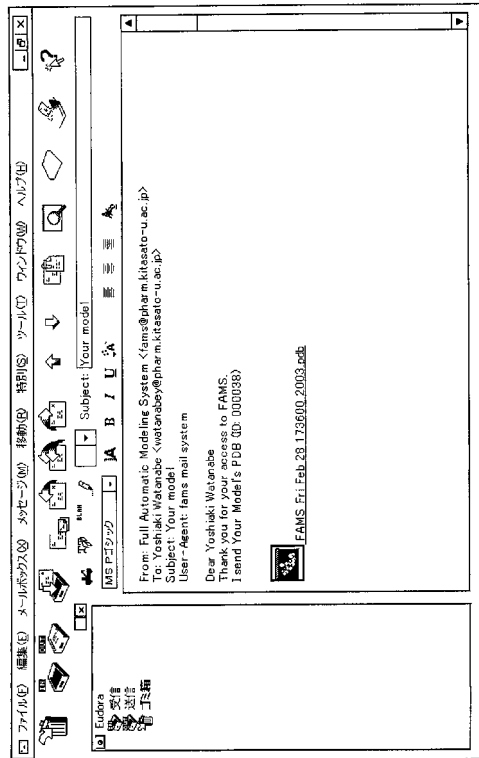 ファイル(F) 編集(E) メールボックス(X) メッセージ(M) 移動(R) 特別(S) ツール(T) ウィンドウ(W) ヘルプ(H)
IN OUT
BLAH
Subject: Your model
MS Pゴシック
A B I U A
Eudora
受信
送信
ゴミ箱
From: Full Automatic Modeling System <fams@pharm.kitasato-u.ac.jp>
To: Yoshiaki Watanabe <watanabey@pharm.kitasato-u.ac.jp>
Subject: Your model
User-Agent: fams mail system
Dear Yoshiaki Watanabe
Thank you for your access to FAMS.
I send Your Model's PDB (ID: 000038)
FAMS Fri Feb 28 173600 2003.pdb